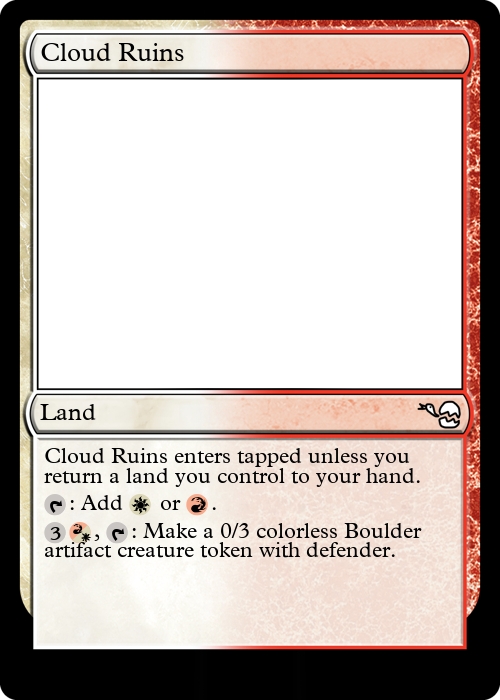 Cloud Ruins
Land
Cloud Ruins enters tapped unless you
return a land you control to your hand.
: Add or .
3 , : Make a 0/3 colorless Boulder
artifact creature token with defender.